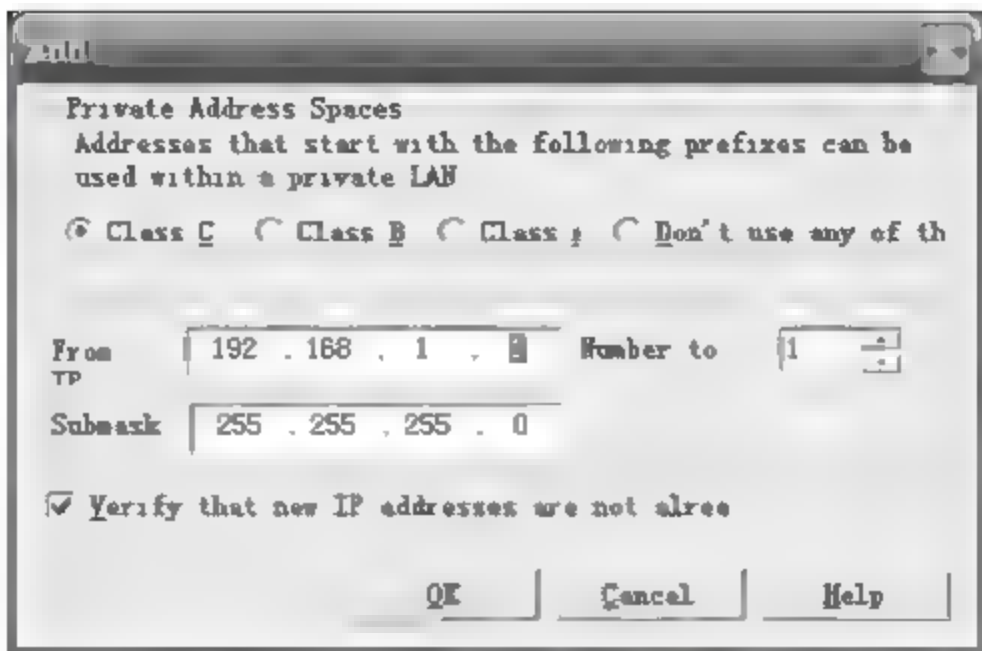 Add
Private Address Spaces
Addresses that start with the following prefixes can be
used within a private LAN
Class C Class B Class Don't use any of th
From 192 .168 . 1 . Number to 1
IP
Submask 255 .255 .255 . 0
Verify that new IP addresses are not alrea
OK Cancel Help